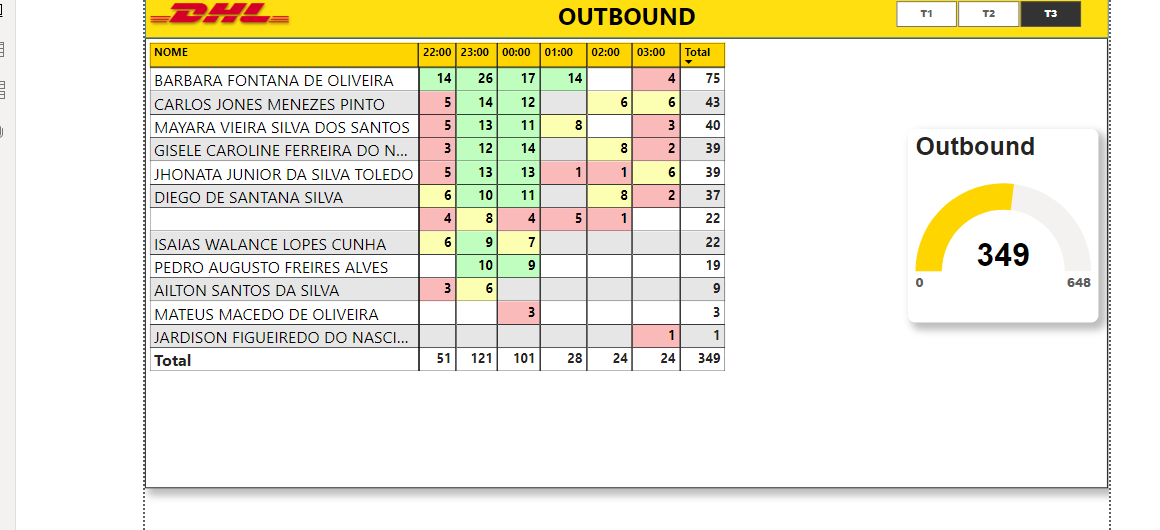 DHL
OUTBOUND
T1 T2 T3
NOME 22:00 23:00 00:00 01:00 02:00 03:00 Total
BARBARA FONTANA DE OLIVEIRA 14 26 17 14 4 75
CARLOS JONES MENEZES PINTO 5 14 12 6 6 43
MAYARA VIEIRA SILVA DOS SANTOS 5 13 11 8 3 40
GISELE CAROLINE FERREIRA DO N... 3 12 14 8 2 39
JHONATA JUNIOR DA SILVA TOLEDO 5 13 13 1 1 6 39
DIEGO DE SANTANA SILVA 6 10 11 8 2 37
4 8 4 5 1 22
ISAIAS WALANCE LOPES CUNHA 6 9 7 22
PEDRO AUGUSTO FREIRES ALVES 10 9 19
AILTON SANTOS DA SILVA 3 6 9
MATEUS MACEDO DE OLIVEIRA 3 3
JARDISON FIGUEIREDO DO NASCI... 1 1
Total 51 121 101 28 24 24 349
Outbound
349
0 648